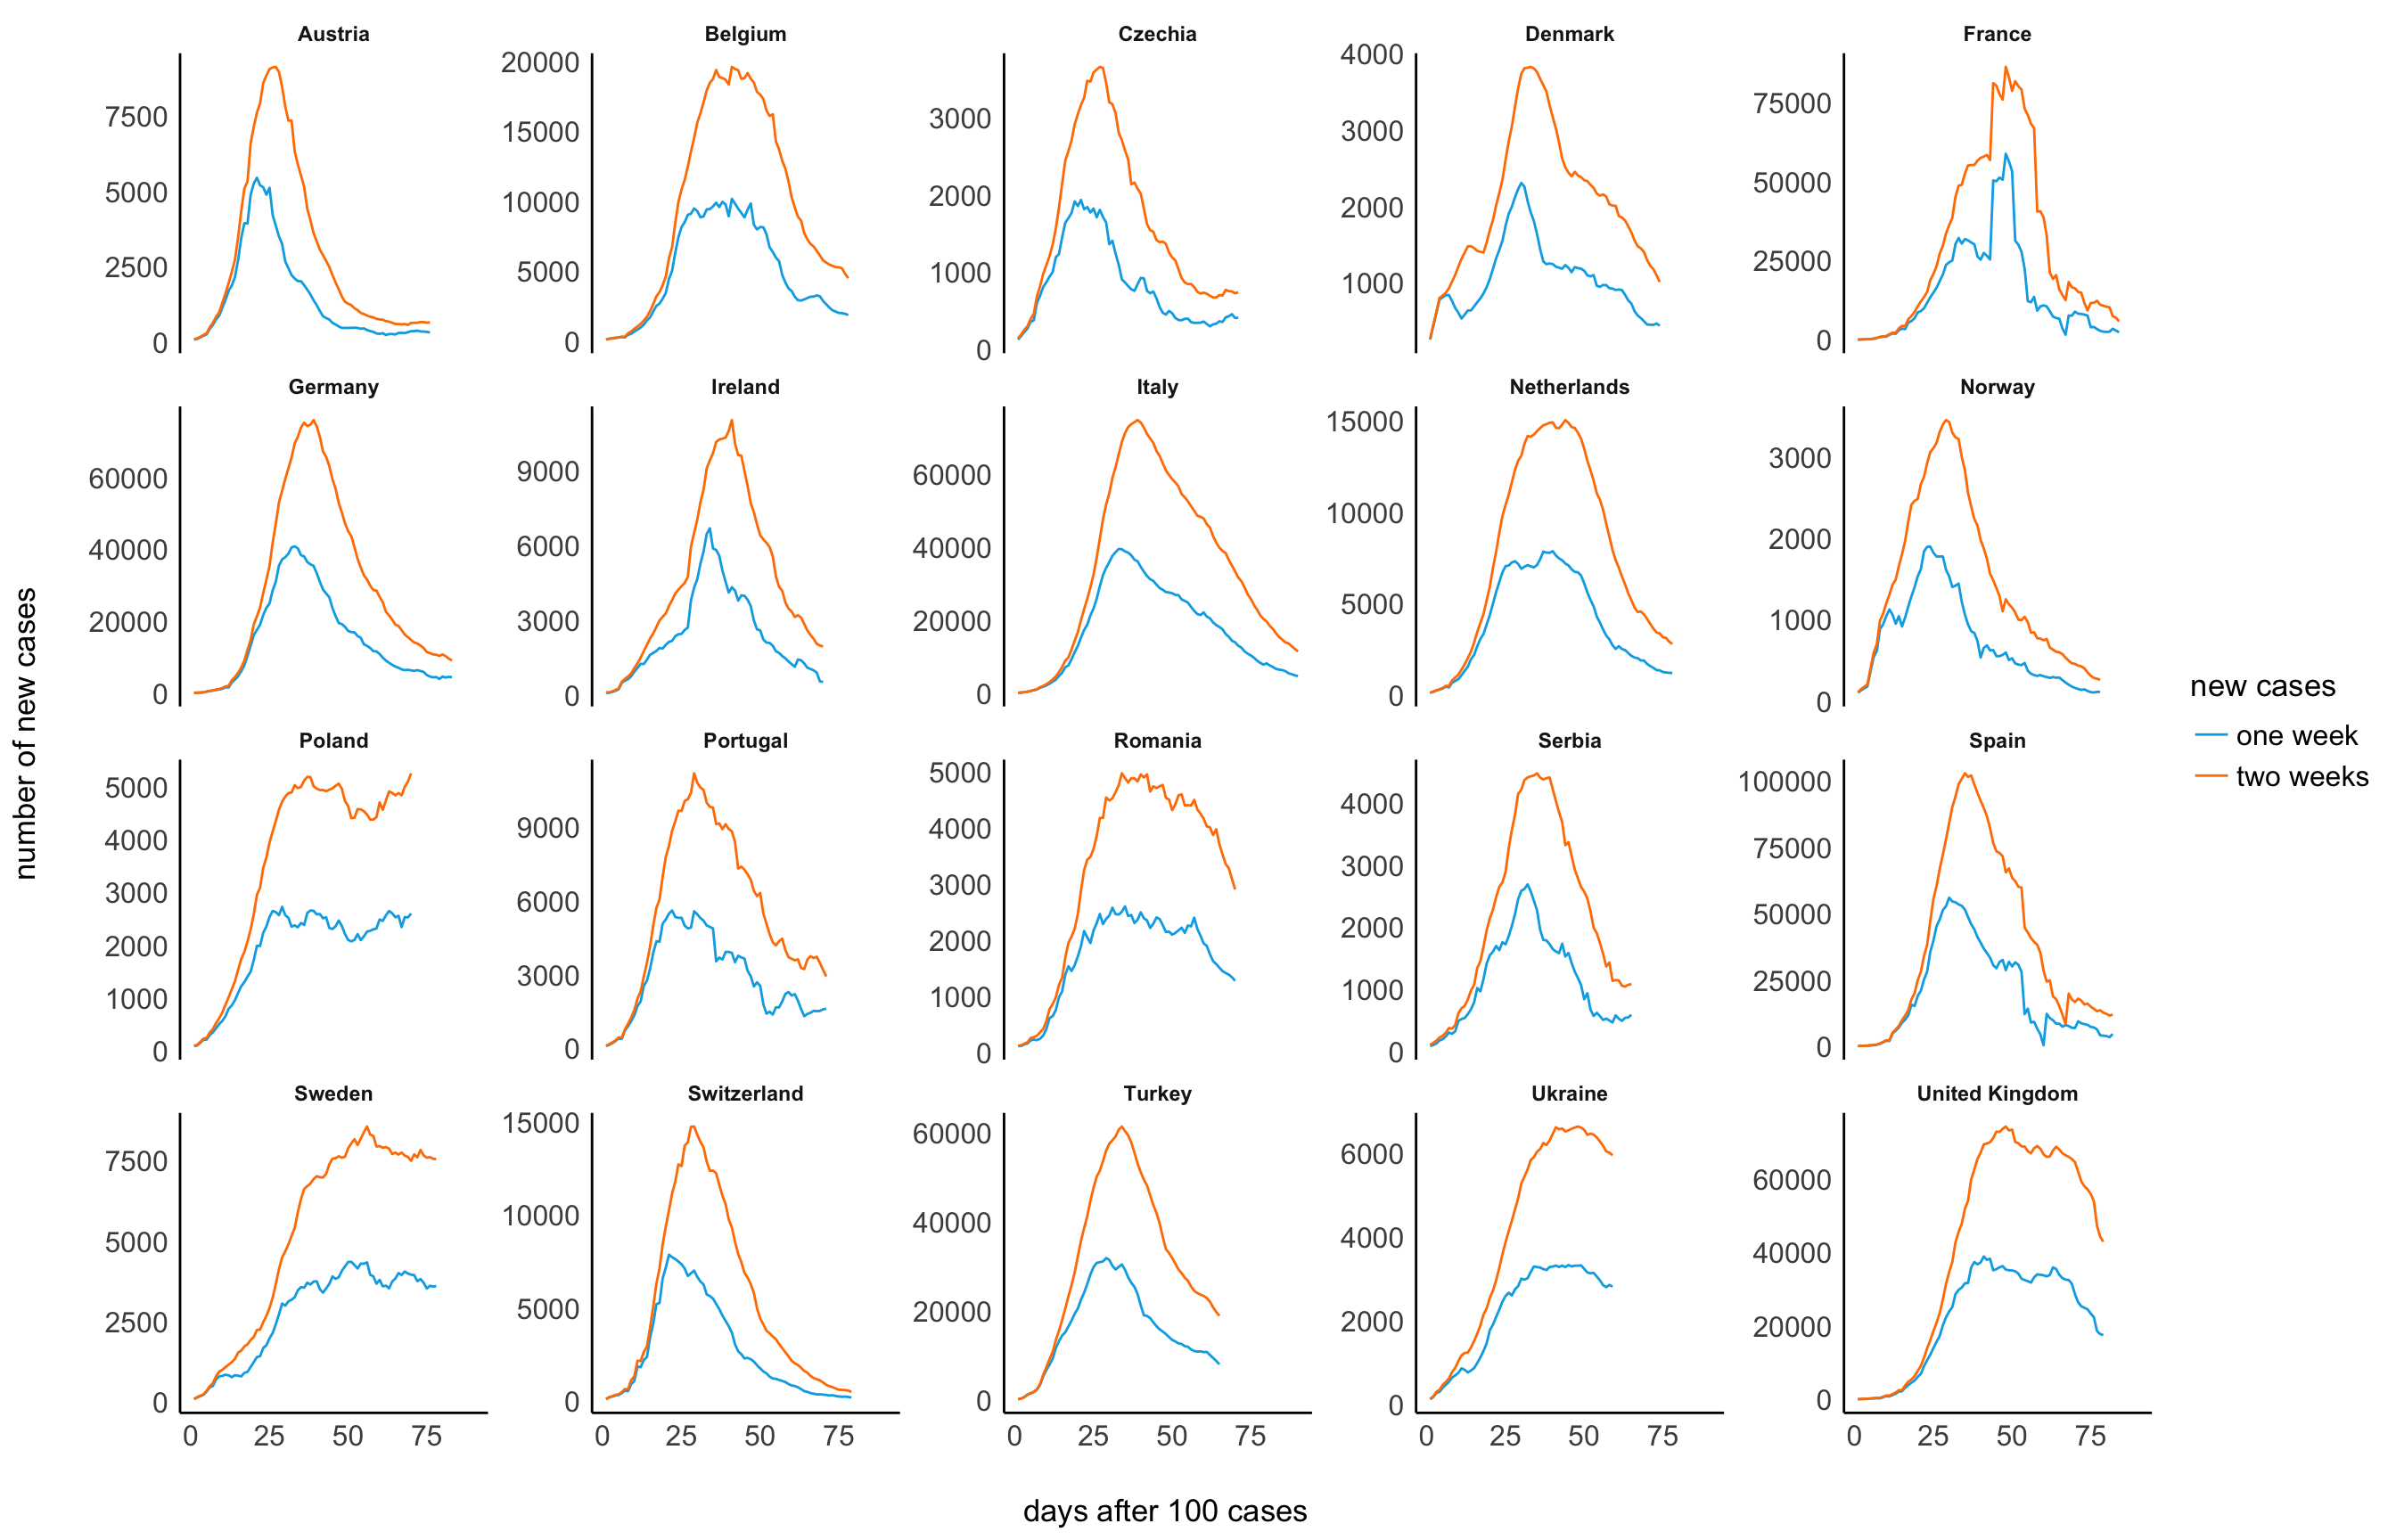 Austria Belgium Czechia Denmark France
7500 5000 2500 0
20000 15000 10000 5000 0
3000 2000 1000 0
4000 3000 2000 1000
75000 50000 25000 0
Germany Ireland Italy Netherlands Norway
60000 40000 20000 0
9000 6000 3000 0
60000 40000 20000 0
15000 10000 5000 0
3000 2000 1000 0
Poland Portugal Romania Serbia Spain
5000 4000 3000 2000 1000 0
9000 6000 3000 0
5000 4000 3000 2000 1000 0
4000 3000 2000 1000 0
100000 75000 50000 25000 0
Sweden Switzerland Turkey Ukraine United Kingdom
7500 5000 2500 0
15000 10000 5000 0
60000 40000 20000 0
6000 4000 2000 0
60000 40000 20000 0
0 25 50 75 0 25 50 75 0 25 50 75 0 25 50 75 0 25 50 75
days after 100 cases
number of new cases
new cases
one week
two weeks